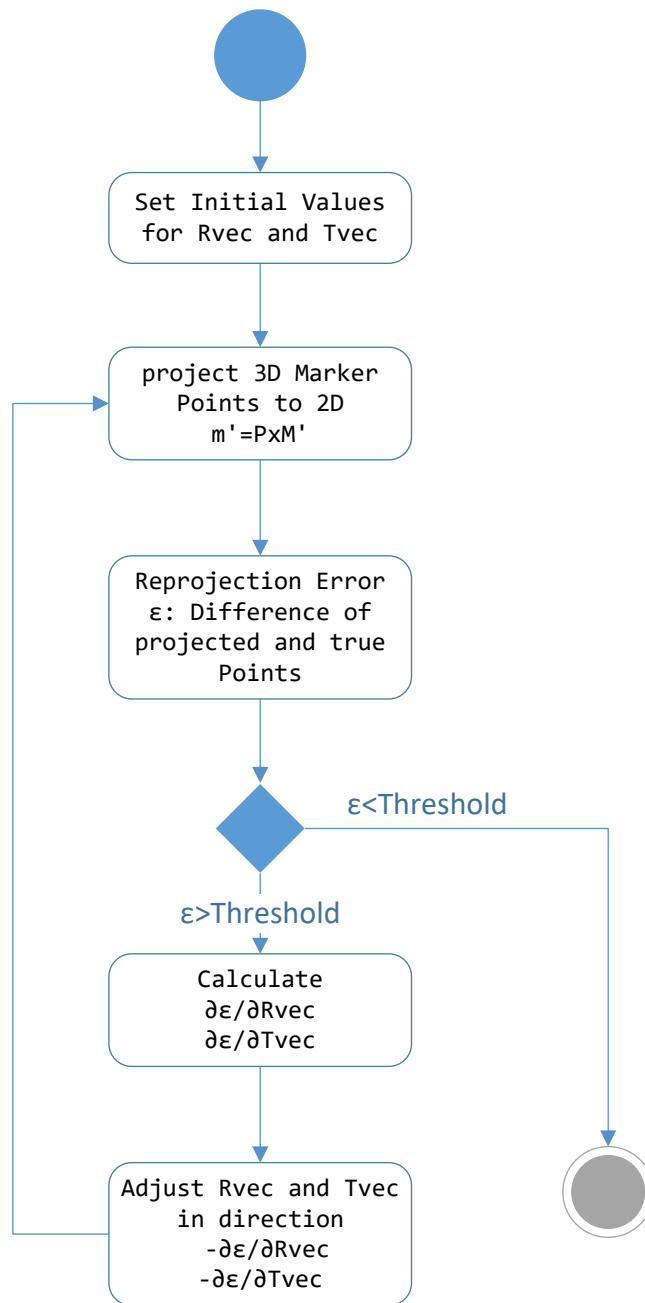 Set Initial Values
for Rvec and Tvec
project 3D Marker
Points to 2D
m'=PxM'
Reprojection Error
ε: Difference of
projected and true
Points
ε<Threshold
ε>Threshold
Calculate
∂ε/∂Rvec
∂ε/∂Tvec
Adjust Rvec and Tvec
in direction
-∂ε/∂Rvec
-∂ε/∂Tvec